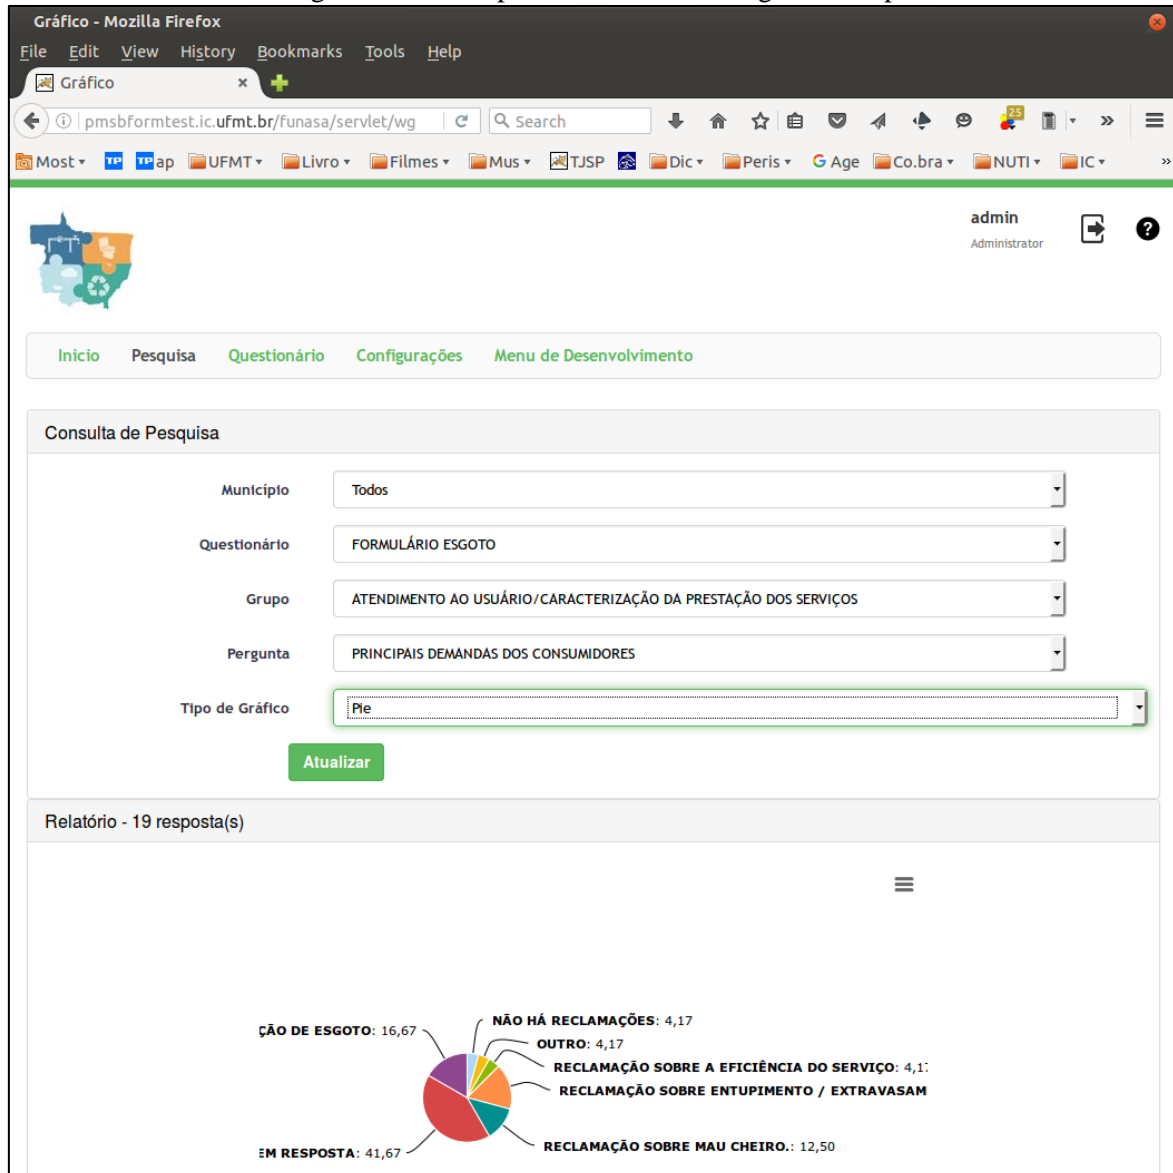 Gráfico - Mozilla Firefox
File Edit View History Bookmarks Tools Help
Gráfico
pmsbformtest.ic.ufmt.br/funasa/servlet/wg Search 25
Most TP TP ap UFMT Livro Filmes Mus TJSP Dic Peris G Age Co.bra NUTI IC »
admin
Administrator
Inicio Pesquisa Questionário Configurações Menu de Desenvolvimento
Consulta de Pesquisa
Município Todos
Questionário FORMULÁRIO ESGOTO
Grupo ATENDIMENTO AO USUÁRIO/CARACTERIZAÇÃO DA PRESTAÇÃO DOS SERVIÇOS
Pergunta PRINCIPAIS DEMANDAS DOS CONSUMIDORES
Tipo de Gráfico Pie
Atualizar
Relatório - 19 resposta(s)
NÃO HÁ RECLAMAÇÕES: 4,17
ÇÃO DE ESGOTO: 16,67
OUTRO: 4,17
RECLAMAÇÃO SOBRE A EFICIÊNCIA DO SERVIÇO: 4,17
RECLAMAÇÃO SOBRE ENTUPIMENTO / EXTRAVASAM
RECLAMAÇÃO SOBRE MAU CHEIRO.: 12,50
EM RESPOSTA: 41,67